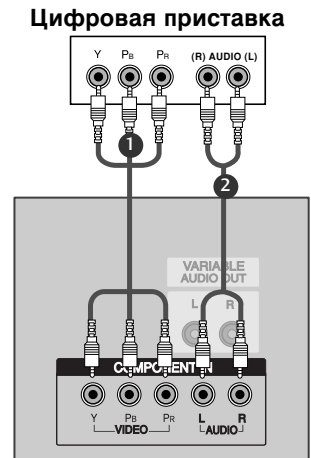 Цифровая приставка
Y PB PR (R) AUDIO (L)
1
2
VARIABLE
AUDIO OUT
L R
COMPONENT IN
Y PB PR L R
VIDEO AUDIO